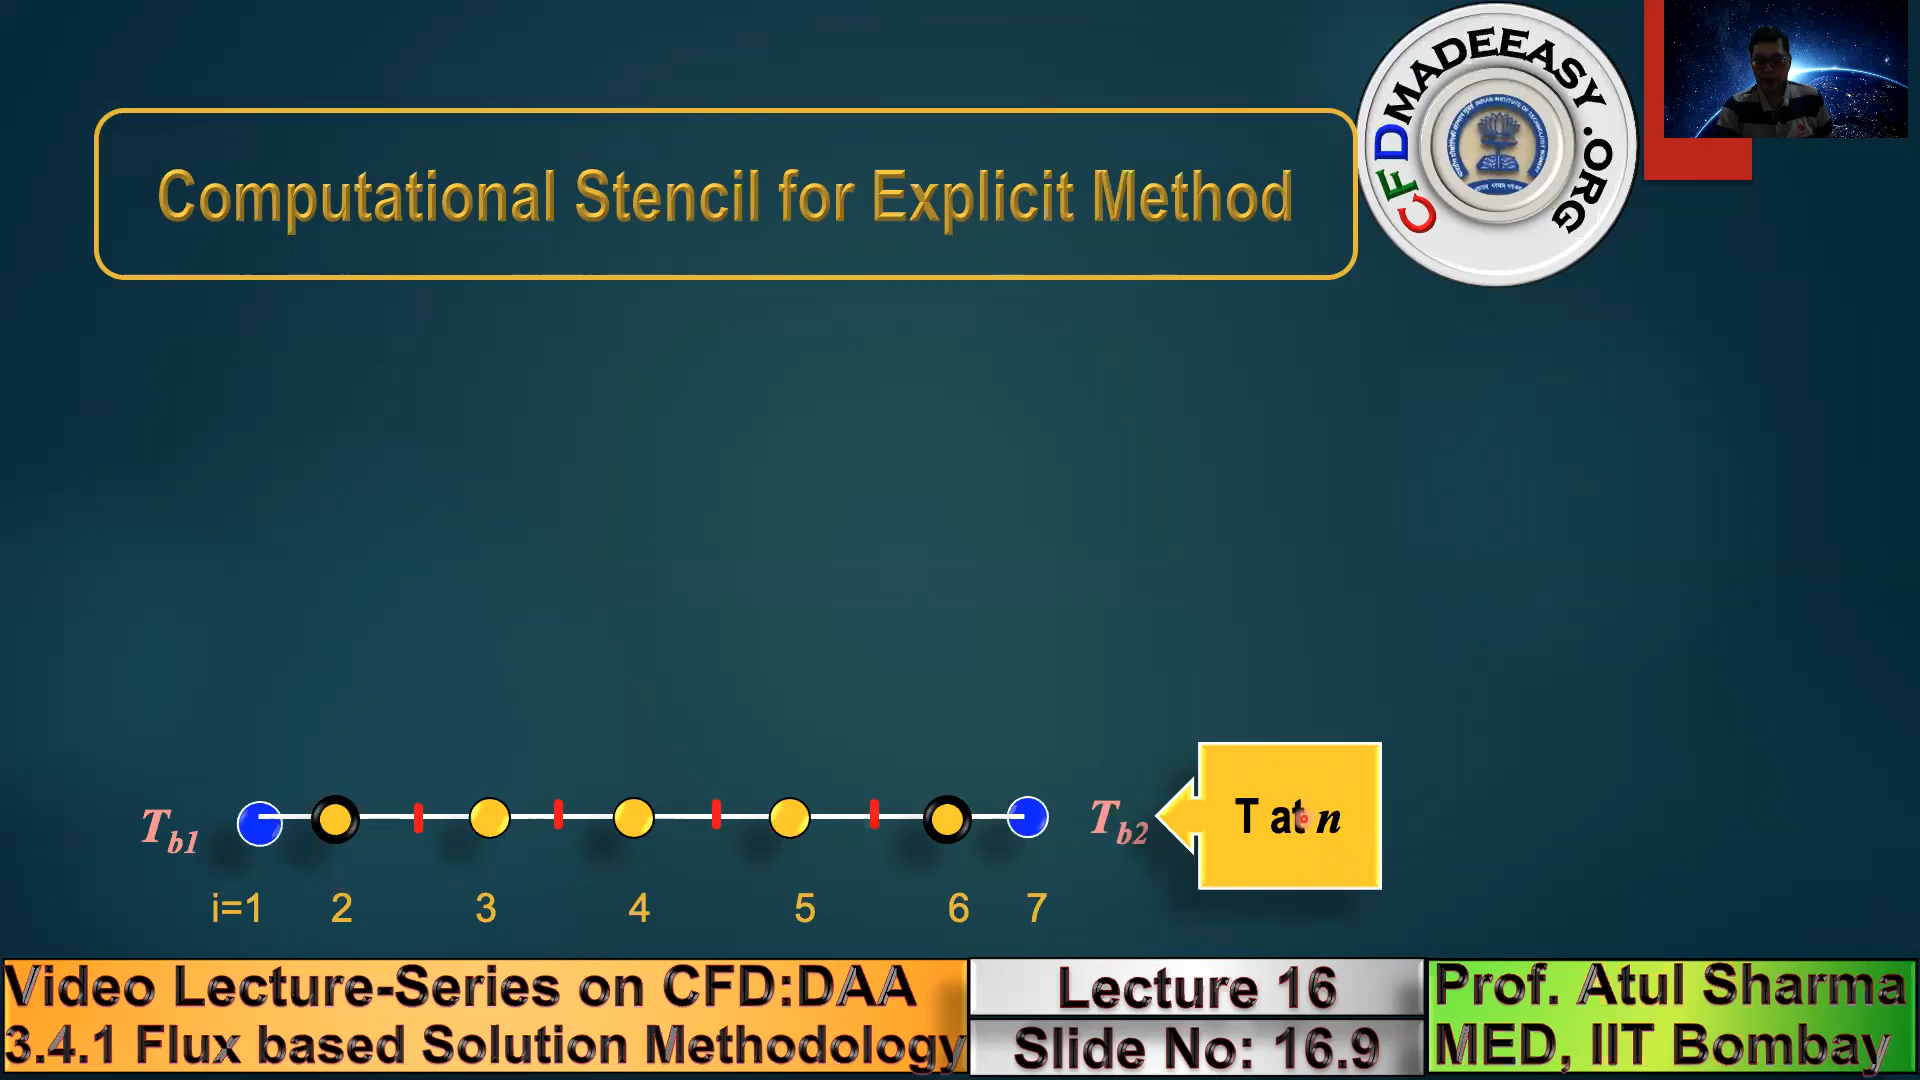 CFDMADEEASY.ORG
Computational Stencil for Explicit Method
Tb1
Tb2
T at n
i=1 2 3 4 5 6 7
Video Lecture-Series on CFD:DAA
3.4.1 Flux based Solution Methodology
Lecture 16
Slide No: 16.9
Prof. Atul Sharma
MED, IIT Bombay